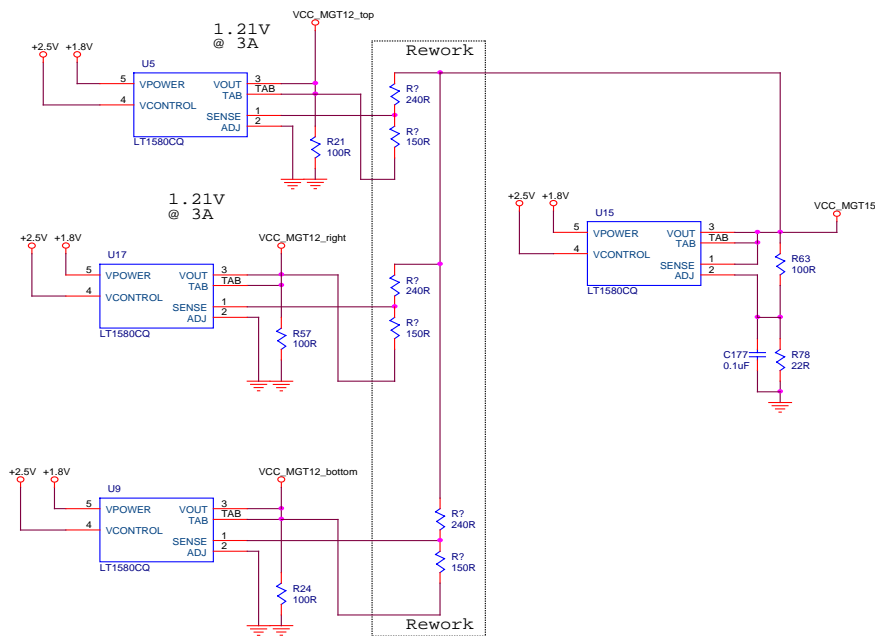 VCC_MGT12_top
1.21V
@ 3A
Rework
+2.5V
+1.8V
U5
5
VPOWER
VOUT
3
TAB
TAB
4
VCONTROL
SENSE
1
ADJ
2
LT1580CQ
R21
100R
R?
240R
R?
150R
1.21V
@ 3A
+2.5V
+1.8V
VCC_MGT12_right
U17
5
VPOWER
VOUT
3
TAB
TAB
4
VCONTROL
SENSE
1
ADJ
2
LT1580CQ
R57
100R
R?
240R
R?
150R
+2.5V
+1.8V
VCC_MGT15
U15
5
VPOWER
VOUT
3
TAB
TAB
4
VCONTROL
SENSE
1
ADJ
2
LT1580CQ
R63
100R
C177
0.1uF
R78
22R
+2.5V
+1.8V
VCC_MGT12_bottom
U9
5
VPOWER
VOUT
3
TAB
TAB
4
VCONTROL
SENSE
1
ADJ
2
LT1580CQ
R24
100R
R?
240R
R?
150R
Rework